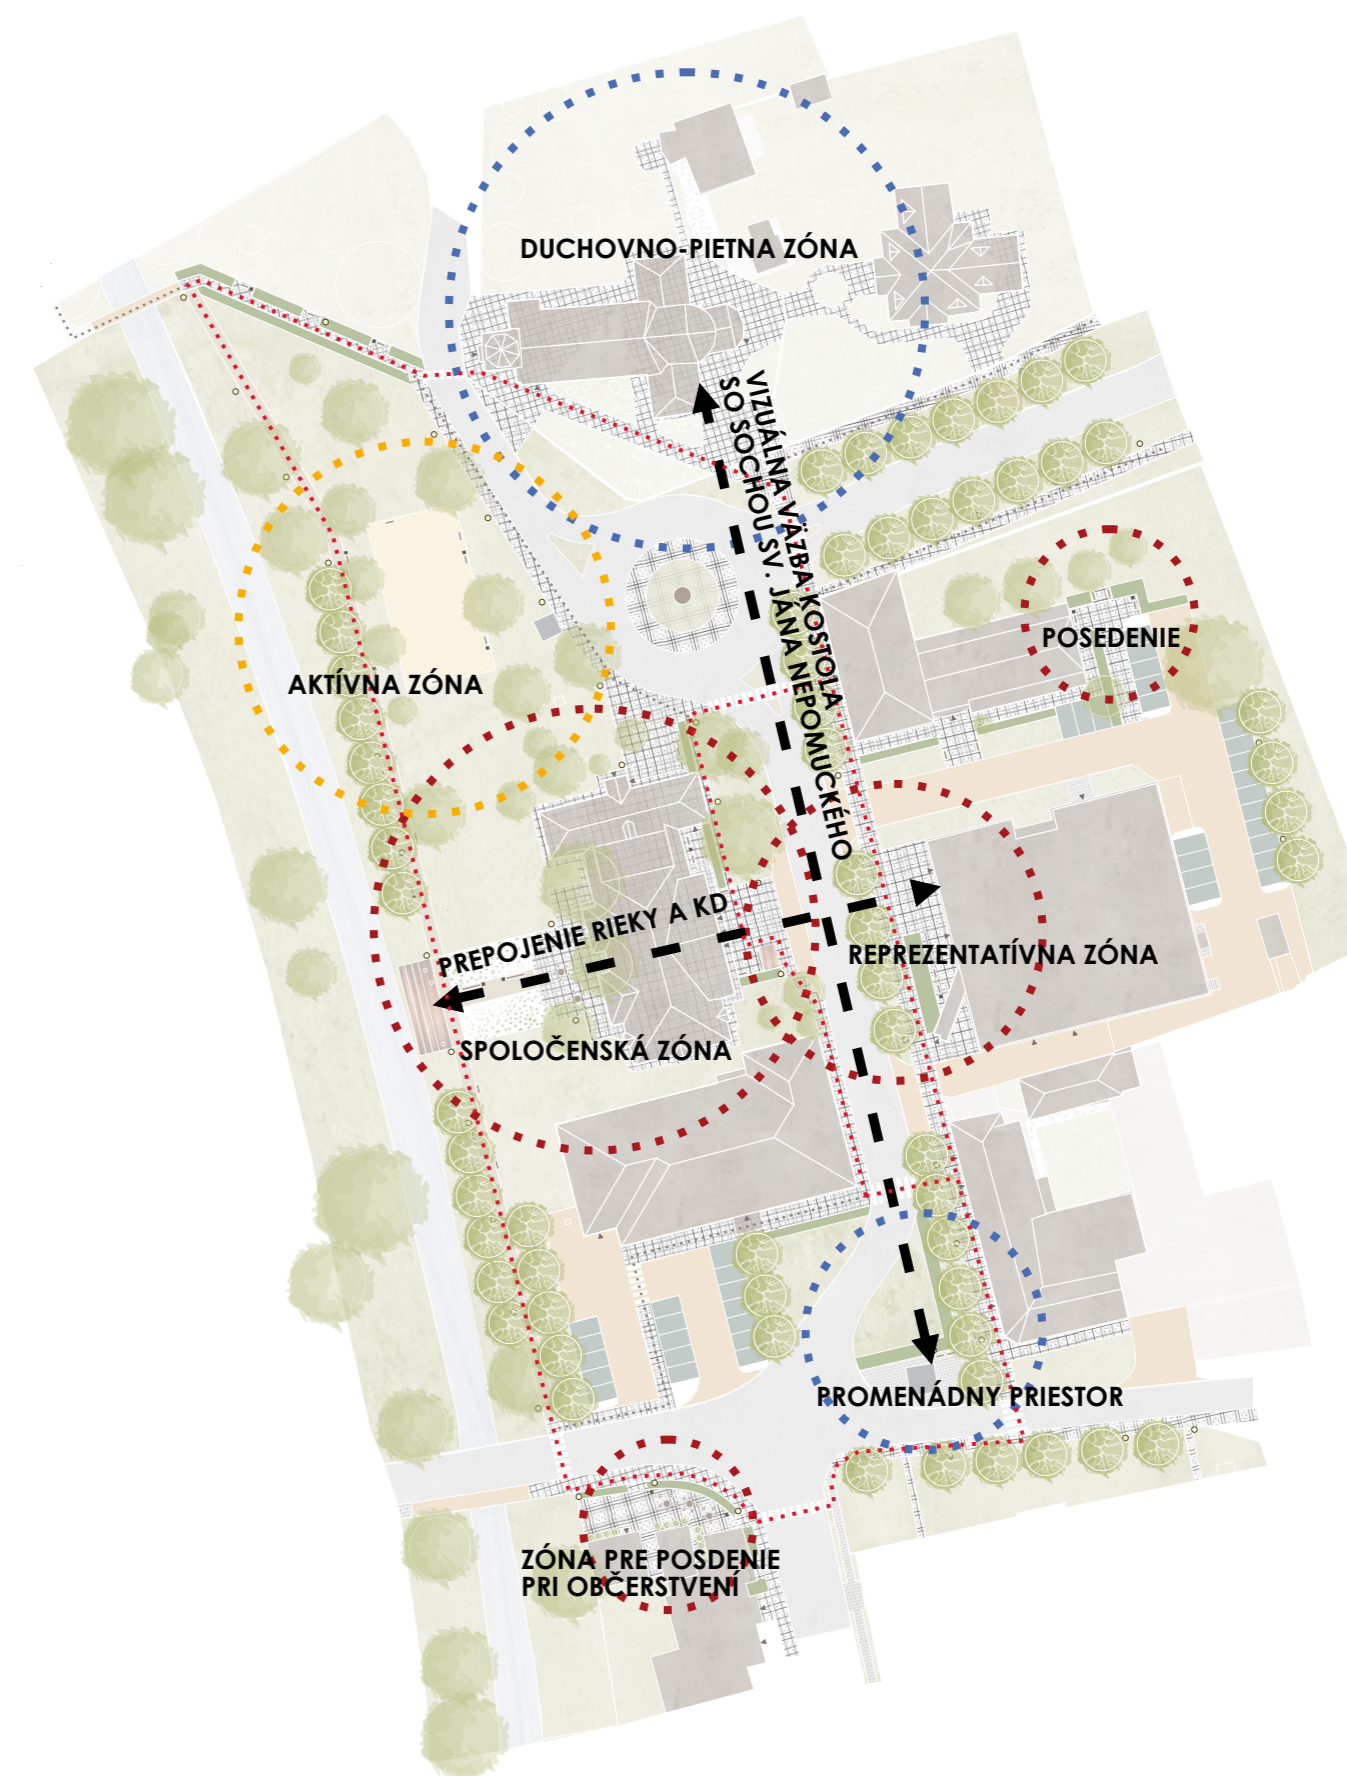 DUCHOVNO-PIETNA ZÓNA
VIZUÁLNA VÄZBA KOSTOLA
SO SOCHOU SV. JÁNA NEPOMUCKÉHO
POSEDENIE
AKTÍVNA ZÓNA
PREPOJENIE RIEKY A KD
REPREZENTATÍVNA ZÓNA
SPOLOČENSKÁ ZÓNA
PROMENÁDNY PRIESTOR
ZÓNA PRE POSDENIE
PRI OBČERSTVENÍ